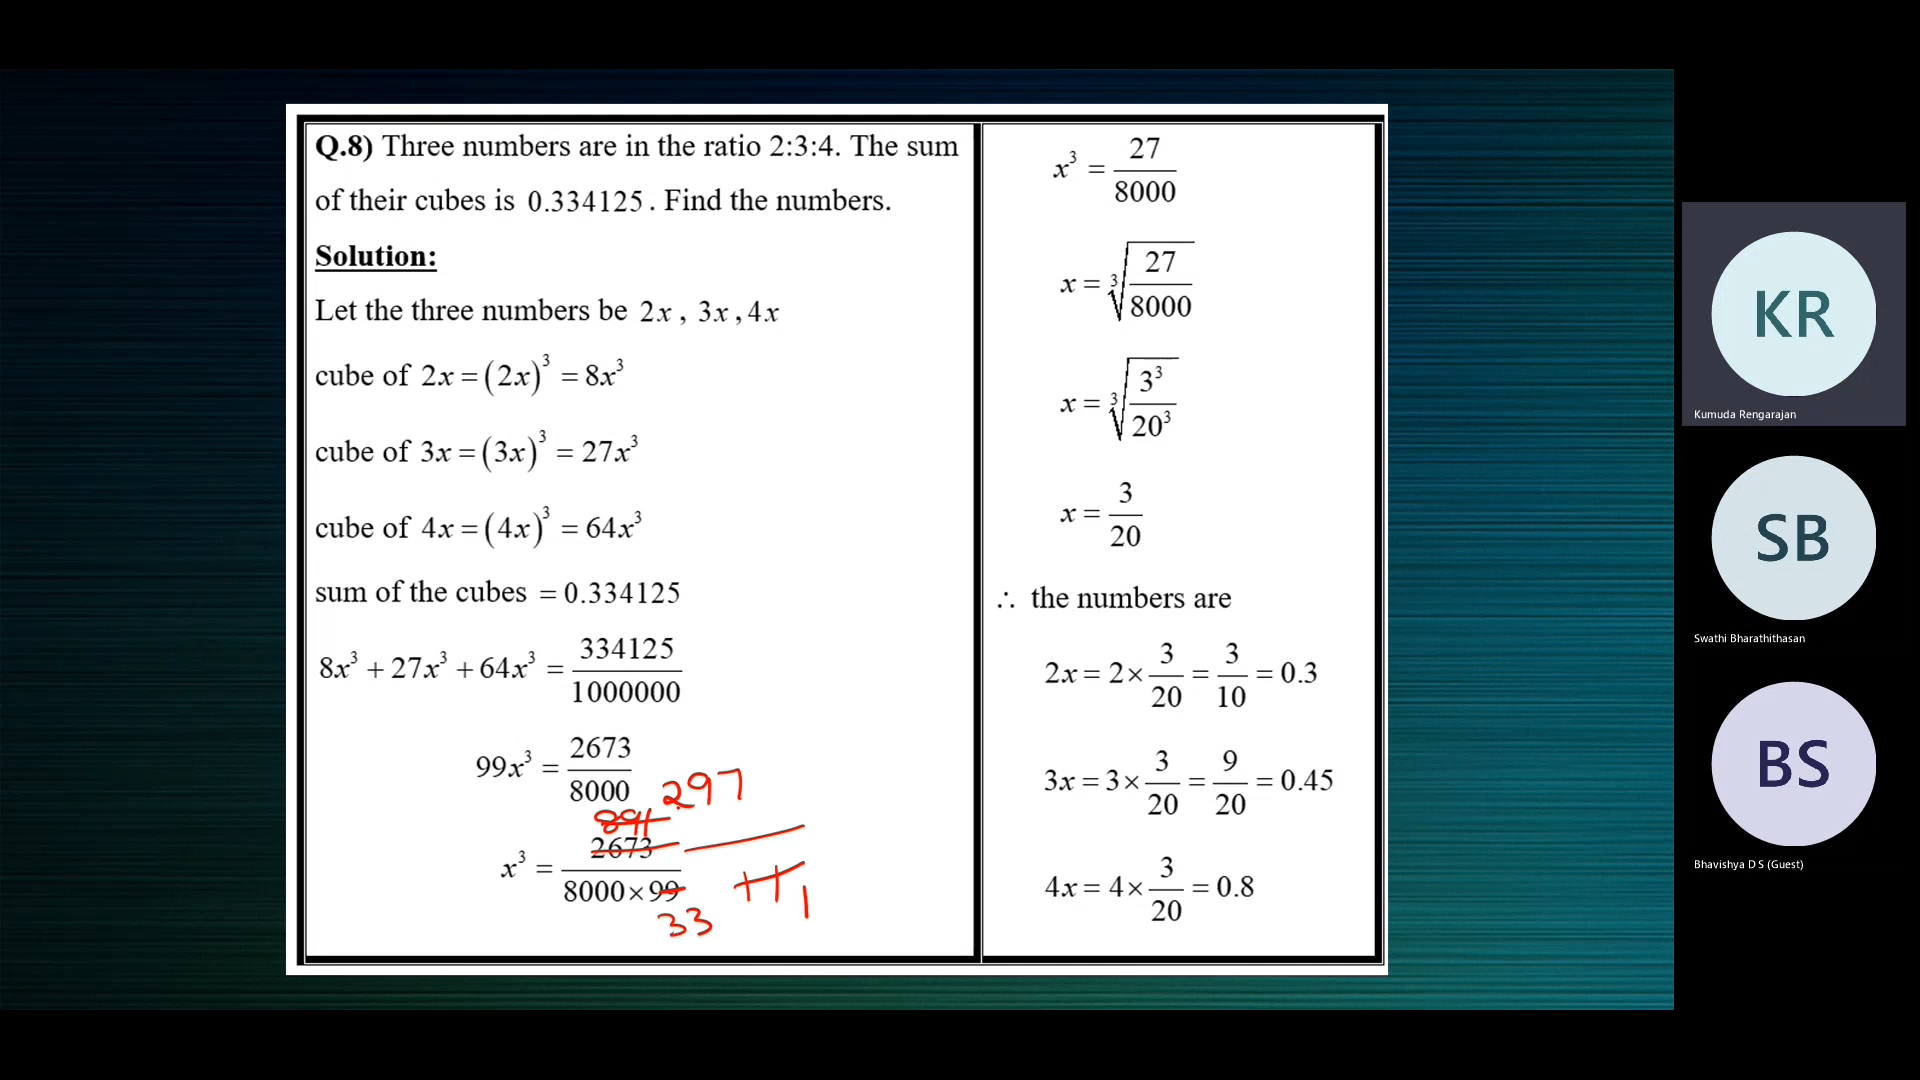 Q.8) Three numbers are in the ratio 2:3:4. The sum
of their cubes is 0.334125. Find the numbers.
Solution:
Let the three numbers be 2x, 3x, 4x
cube of 2x = (2x)³ = 8x³
cube of 3x = (3x)³ = 27x³
cube of 4x = (4x)³ = 64x³
sum of the cubes = 0.334125
8x³ + 27x³ + 64x³ = 334125/1000000
99x³ = 2673/8000
891 297
x³ = 2673/(8000×99)
33 11 1
x³ = 27/8000
x = ∛(27/8000)
x = ∛(3³/20³)
x = 3/20
∴ the numbers are
2x = 2 × 3/20 = 3/10 = 0.3
3x = 3 × 3/20 = 9/20 = 0.45
4x = 4 × 3/20 = 0.8
KR
Kumuda Rengarajan
SB
Swathi Bharathithasan
BS
Bhavishya D S (Guest)